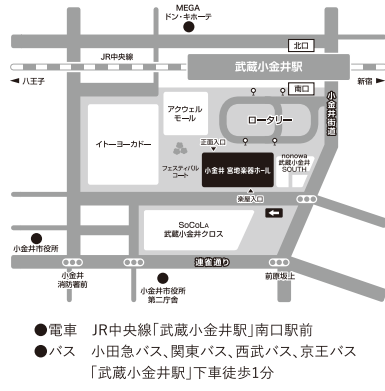 MEGA
ドン・キホーテ
北口
JR中央線
武蔵小金井駅
八王子
新宿
南口
小金井街道
アクウェル
モール
ロータリー
イトーヨーカドー
正面入口
フェスティバル
コート
小金井 宮地楽器ホール
nonowa
武蔵小金井
SOUTH
楽屋入口
SoCoLA
武蔵小金井クロス
小金井市役所
連雀通り
小金井
消防署前
小金井市役所
第二庁舎
前原坂上
●電車 JR中央線「武蔵小金井駅」南口駅前
●バス 小田急バス、関東バス、西武バス、京王バス
「武蔵小金井駅」下車徒歩1分